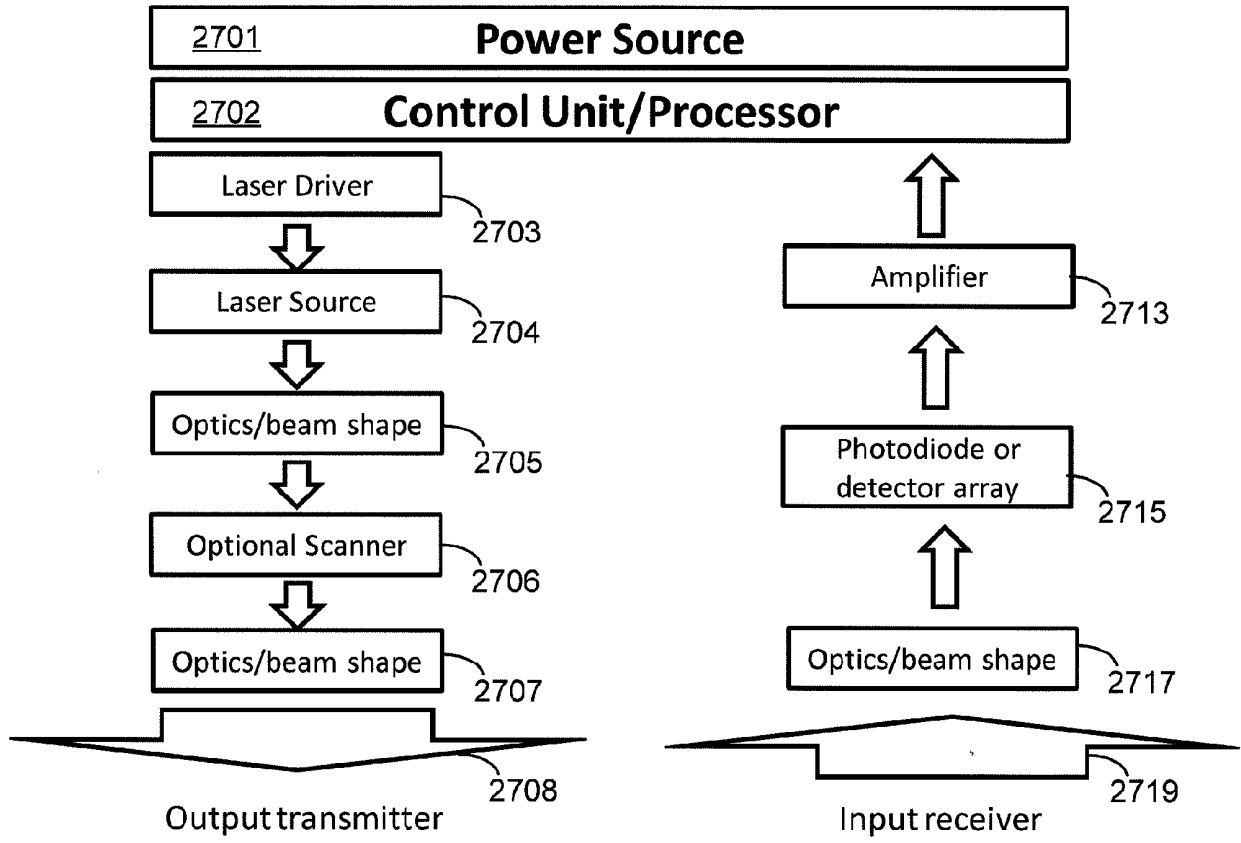 2701 Power Source
2702 Control Unit/Processor
Laser Driver
2703
Laser Source
2704
Optics/beam shape
2705
Optional Scanner
2706
Optics/beam shape
2707
2708
Output transmitter
Amplifier
2713
Photodiode or
detector array
2715
Optics/beam shape
2717
2719
Input receiver